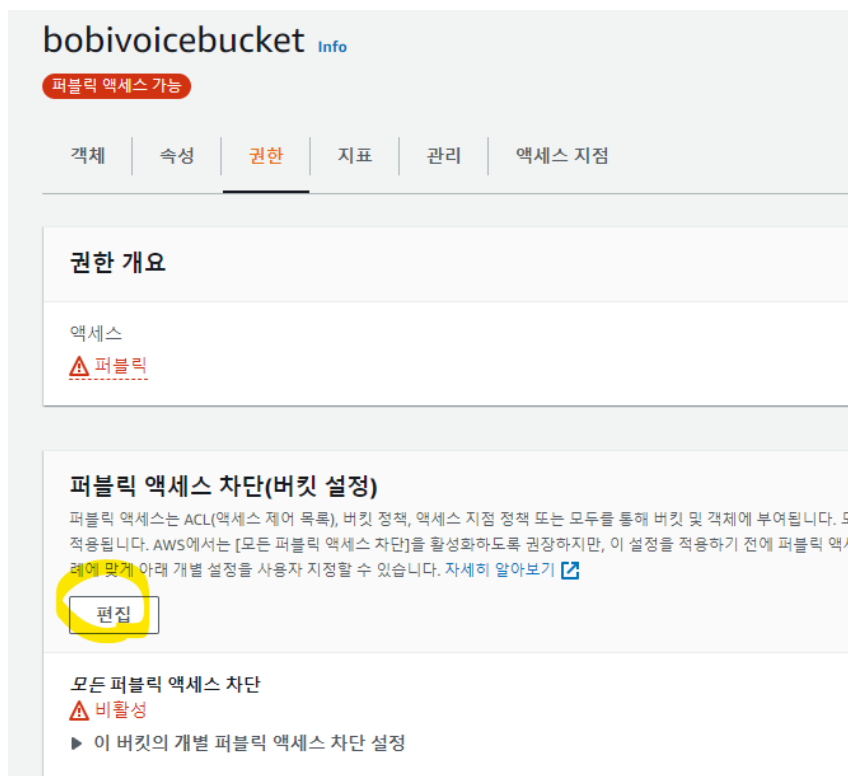 bobivoicebucket Info
퍼블릭 액세스 가능
객체 속성 권한 지표 관리 액세스 지점
권한 개요
액세스
퍼블릭
퍼블릭 액세스 차단(버킷 설정)
퍼블릭 액세스는 ACL(액세스 제어 목록), 버킷 정책, 액세스 지점 정책 또는 모두를 통해 버킷 및 객체에 부여됩니다.
적용됩니다. AWS에서는 [모든 퍼블릭 액세스 차단]을 활성화하도록 권장하지만, 이 설정을 적용하기 전에 퍼블릭
례에 맞게 아래 개별 설정을 사용자 지정할 수 있습니다. 자세히 알아보기
편집
모든 퍼블릭 액세스 차단
비활성
이 버킷의 개별 퍼블릭 액세스 차단 설정